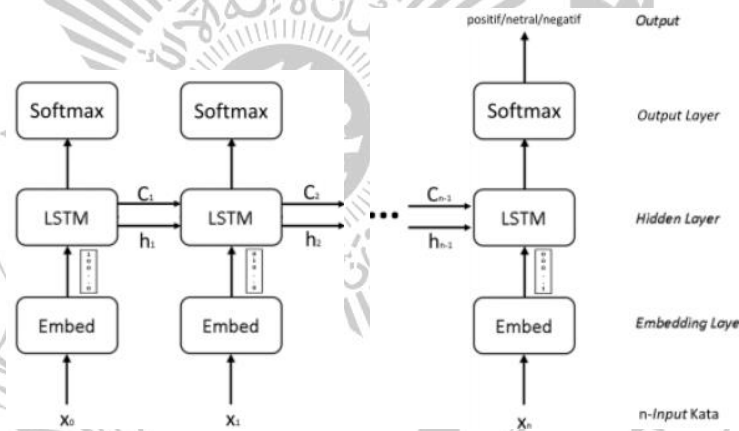 positif/netral/negatif Output
Softmax Softmax Softmax Output Layer
C₁ C₂ Cₙ₋₁
LSTM LSTM ... LSTM Hidden Layer
h₁ h₂ hₙ₋₁
Embed Embed Embed Embedding Laye
X₀ X₁ Xₙ n-Input Kata